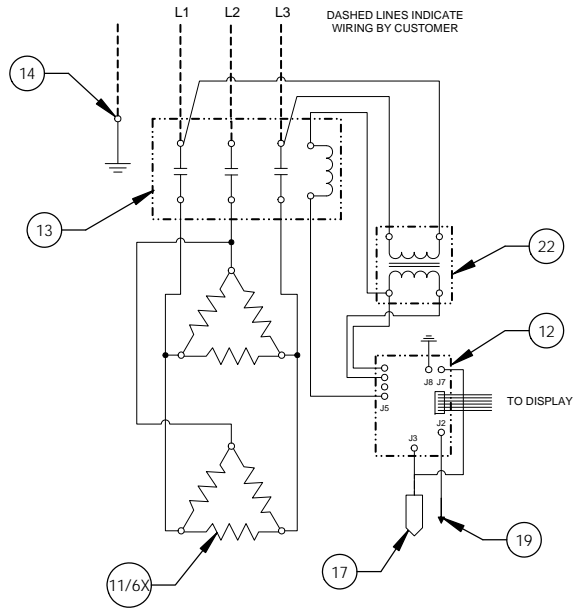 L1
L2
L3
DASHED LINES INDICATE
WIRING BY CUSTOMER
14
13
22
12
J8
J7
TO DISPLAY
J5
J2
J3
11/6X
17
19